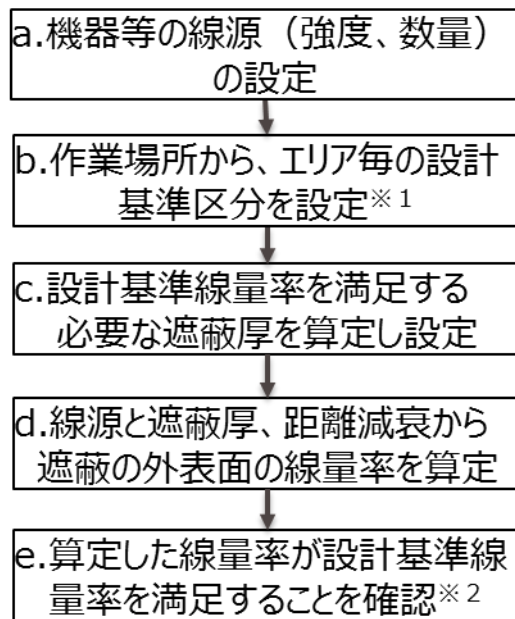 a.機器等の線源（強度、数量）
の設定
b.作業場所から、エリア毎の設計
基準区分を設定※1
c.設計基準線量率を満足する
必要な遮蔽厚を算定し設定
d.線源と遮蔽厚、距離減衰から
遮蔽の外表面の線量率を算定
e.算定した線量率が設計基準線
量率を満足することを確認※2